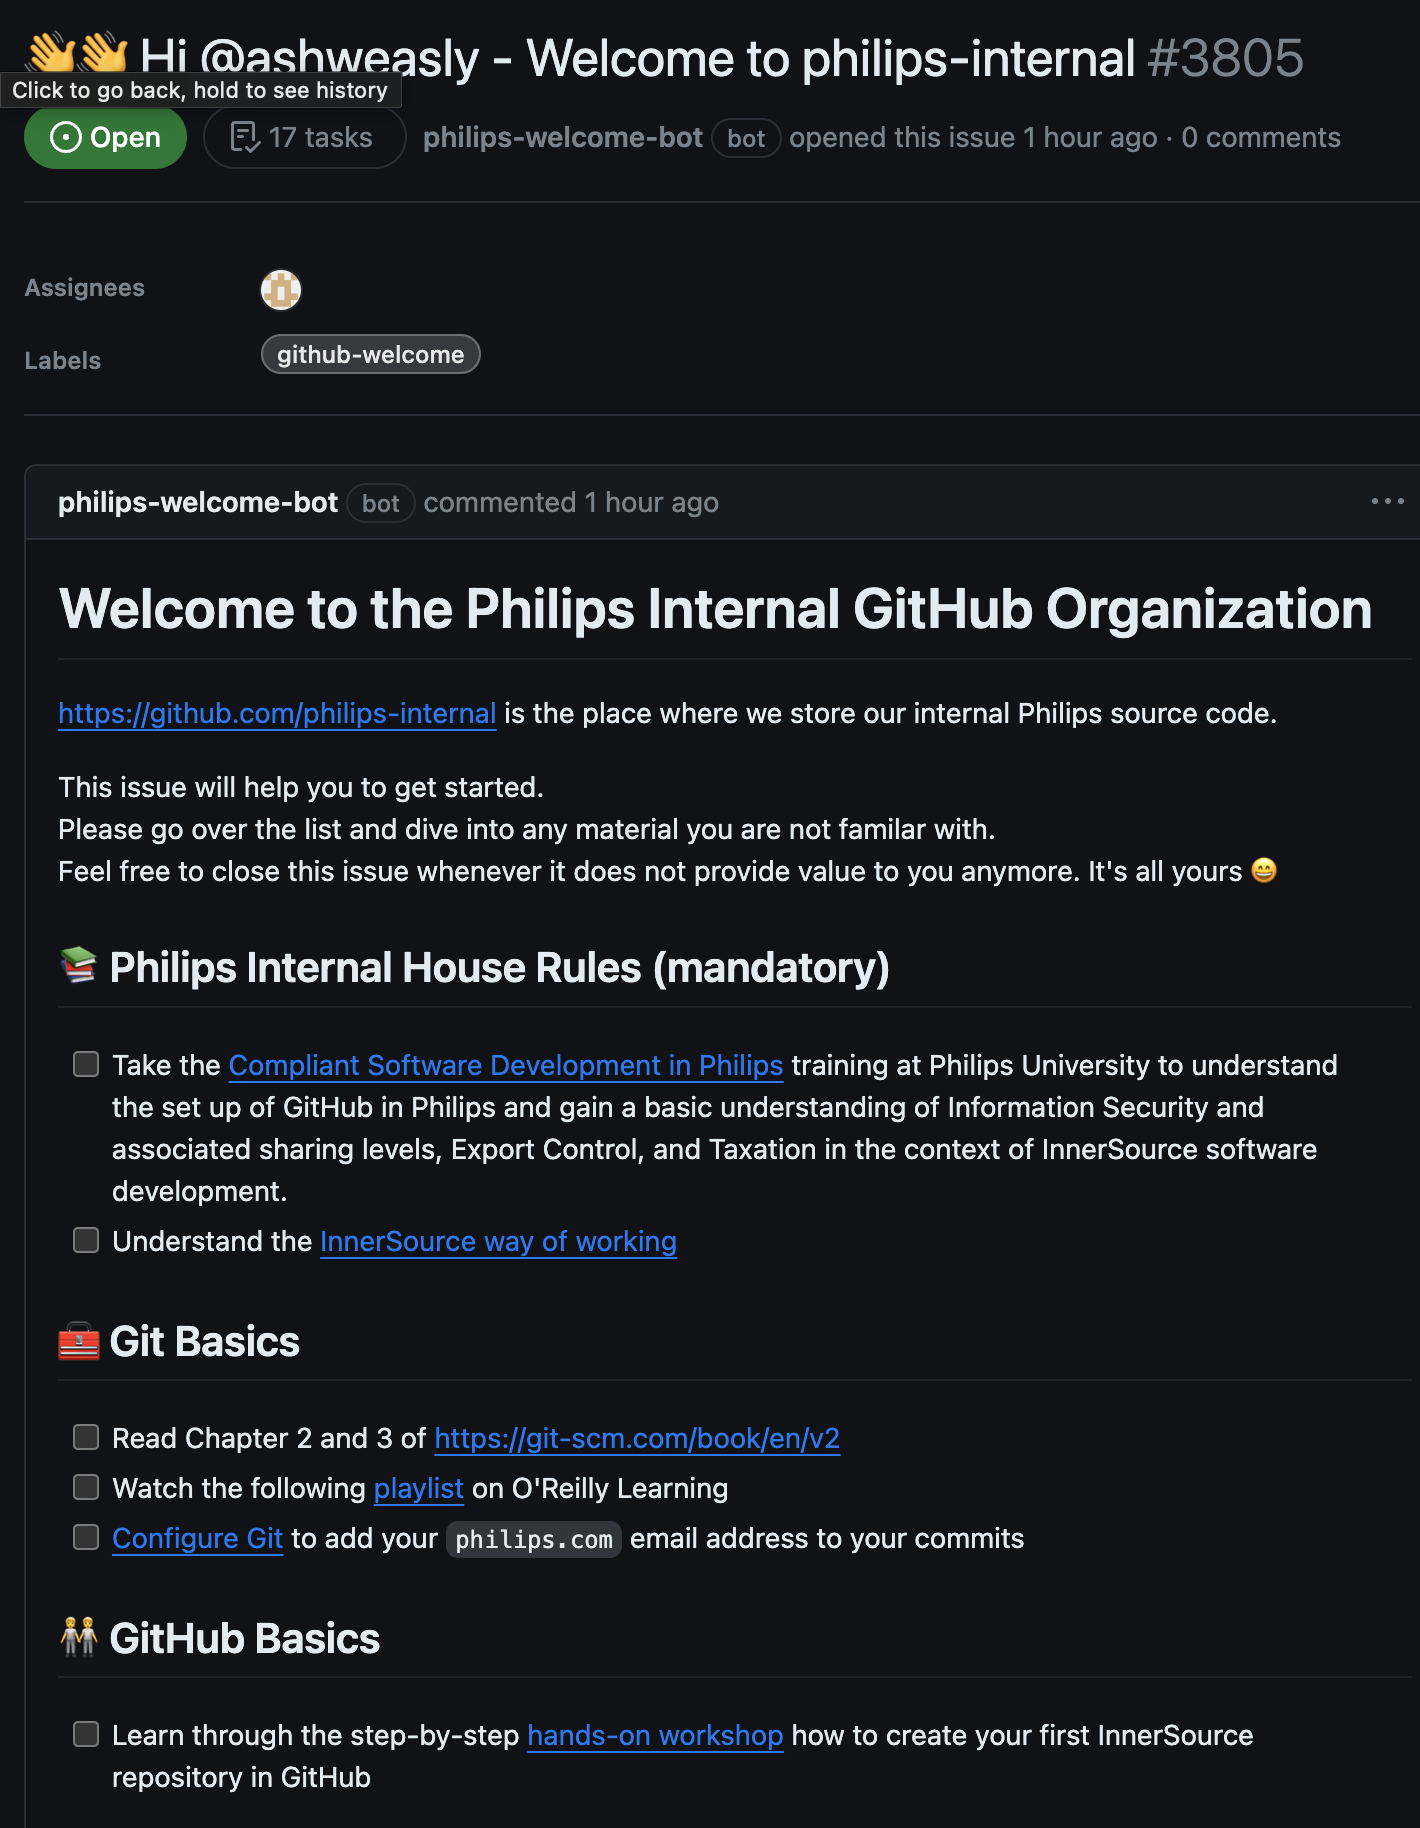 👋👋 Hi @ashweasly - Welcome to philips-internal #3805
Click to go back, hold to see history
Open
17 tasks
philips-welcome-bot bot opened this issue 1 hour ago · 0 comments
Assignees
Labels
github-welcome
philips-welcome-bot bot commented 1 hour ago
Welcome to the Philips Internal GitHub Organization
https://github.com/philips-internal is the place where we store our internal Philips source code.
This issue will help you to get started.
Please go over the list and dive into any material you are not familar with.
Feel free to close this issue whenever it does not provide value to you anymore. It's all yours 😄
📚 Philips Internal House Rules (mandatory)
Take the Compliant Software Development in Philips training at Philips University to understand
the set up of GitHub in Philips and gain a basic understanding of Information Security and
associated sharing levels, Export Control, and Taxation in the context of InnerSource software
development.
Understand the InnerSource way of working
🧰 Git Basics
Read Chapter 2 and 3 of https://git-scm.com/book/en/v2
Watch the following playlist on O'Reilly Learning
Configure Git to add your philips.com email address to your commits
🧑‍🤝‍🧑 GitHub Basics
Learn through the step-by-step hands-on workshop how to create your first InnerSource
repository in GitHub